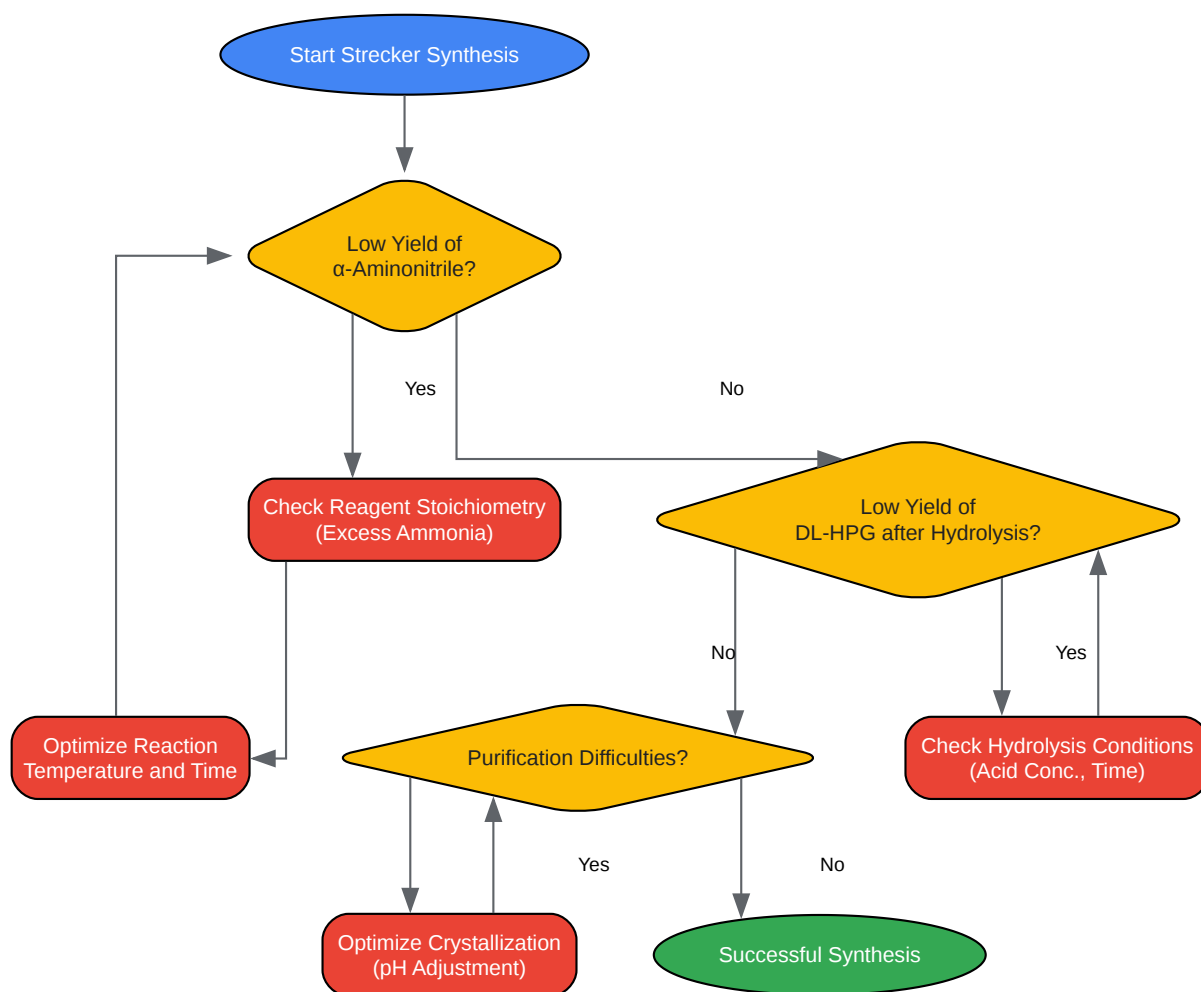 Start Strecker Synthesis
Low Yield of
α-Aminonitrile?
Yes
No
Check Reagent Stoichiometry
(Excess Ammonia)
Low Yield of
DL-HPG after Hydrolysis?
No
Yes
Optimize Reaction
Temperature and Time
Purification Difficulties?
Check Hydrolysis Conditions
(Acid Conc., Time)
Yes
No
Optimize Crystallization
(pH Adjustment)
Successful Synthesis